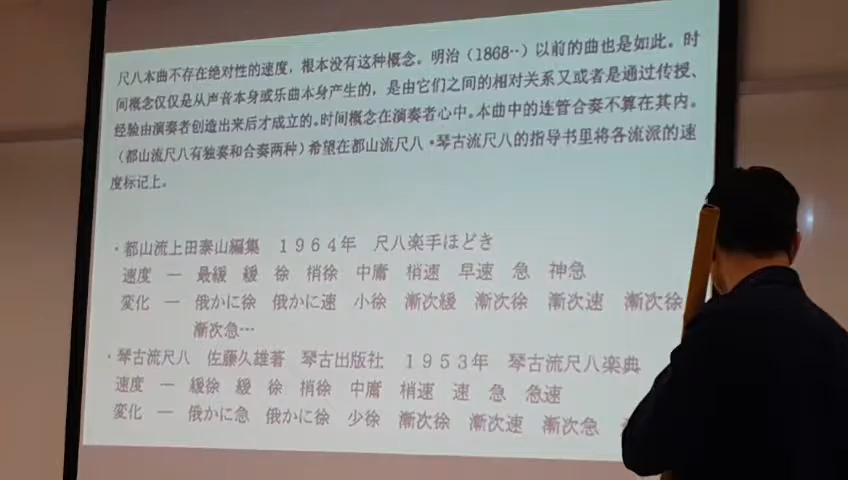 尺八本曲不存在绝对性的速度，根本没有这种概念。明治（1868‥）以前的曲也是如此。时
间概念仅仅是从声音本身或乐曲本身产生的，是由它们之间的相对关系又或者是通过传授、
经验由演奏者创造出来后才成立的。时间概念在演奏者心中。本曲中的连管合奏不算在其内。
（都山流尺八有独奏和合奏两种）希望在都山流尺八・琴古流尺八的指导书里将各流派的速
度标记上。
・都山流上田泰山編集　１９６４年　尺八楽手ほどき
速度　―　最緩　緩　徐　梢徐　中庸　梢速　早速　急　神急
変化　―　俄かに徐　俄かに速　小徐　漸次緩　漸次徐　漸次速　漸次徐
漸次急…
・琴古流尺八　佐藤久雄著　琴古出版社　１９５３年　琴古流尺八楽典
速度　―　緩徐　緩　徐　梢徐　中庸　梢速　速　急　急速
変化　―　俄かに急　俄かに徐　少徐　漸次徐　漸次速　漸次急